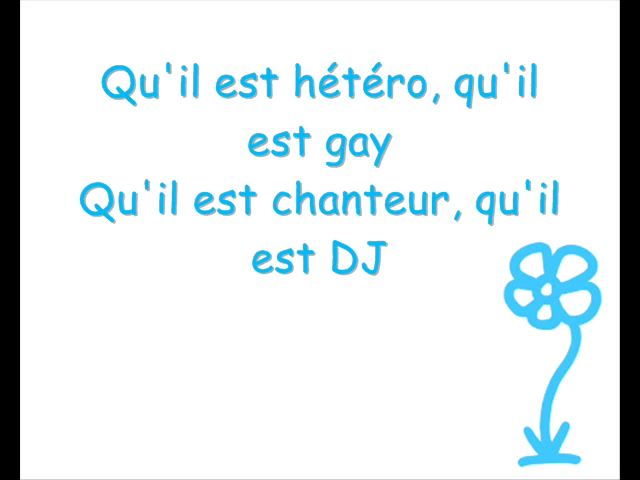 Qu'il est hétéro, qu'il
est gay
Qu'il est chanteur, qu'il
est DJ